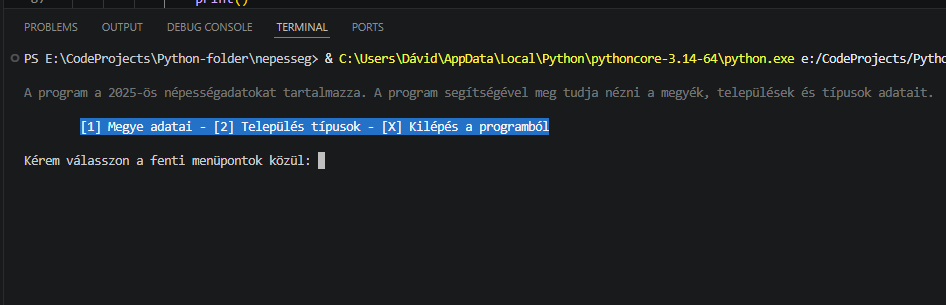 print()
PROBLEMS OUTPUT DEBUG CONSOLE TERMINAL PORTS
PS E:\CodeProjects\Python-folder\nepesseg> & C:\Users\Dávid\AppData\Local\Python\pythoncore-3.14-64\python.exe e:/CodeProjects/Pytho
A program a 2025-ös népességadatokat tartalmazza. A program segítségével meg tudja nézni a megyék, települések és típusok adatait.
[1] Megye adatai - [2] Település típusok - [X] Kilépés a programból
Kérem válasszon a fenti menüpontok közül: